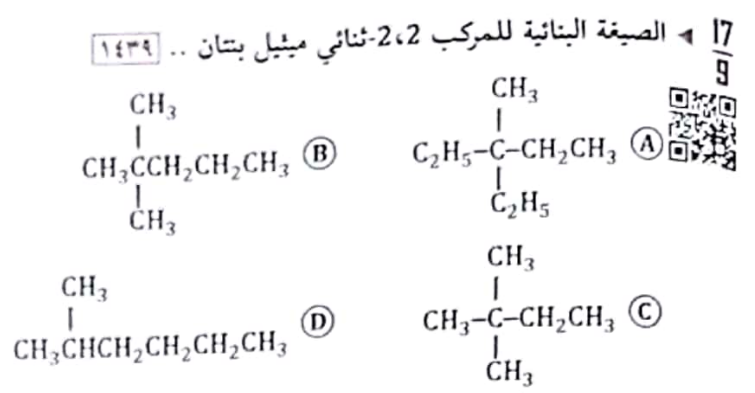 17/9 ◂ الصيغة البنائية للمركب 2،2-ثنائي ميثيل بنتان .. ١٤٣٩
CH₃
C₂H₅–C–CH₂CH₃ Ⓐ
C₂H₅
CH₃
CH₃CCH₂CH₂CH₃ Ⓑ
CH₃
CH₃
CH₃–C–CH₂CH₃ Ⓒ
CH₃
CH₃
CH₃CHCH₂CH₂CH₂CH₃ Ⓓ